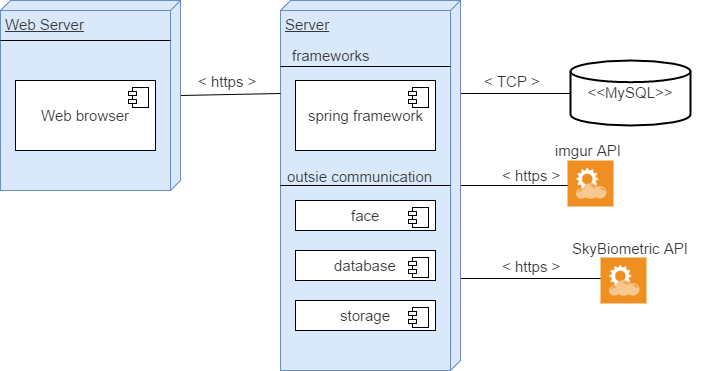 Web Server
Web browser
< https >
Server
frameworks
spring framework
outsie communication
face
database
storage
< TCP >
<<MySQL>>
imgur API
< https >
SkyBiometric API
< https >